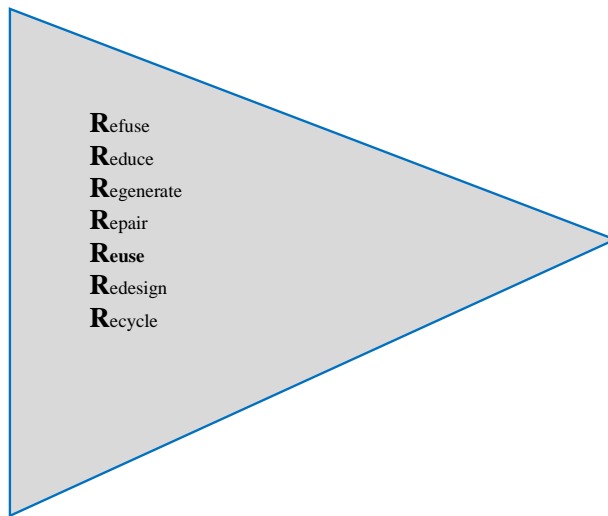 Refuse
Reduce
Regenerate
Repair
Reuse
Redesign
Recycle